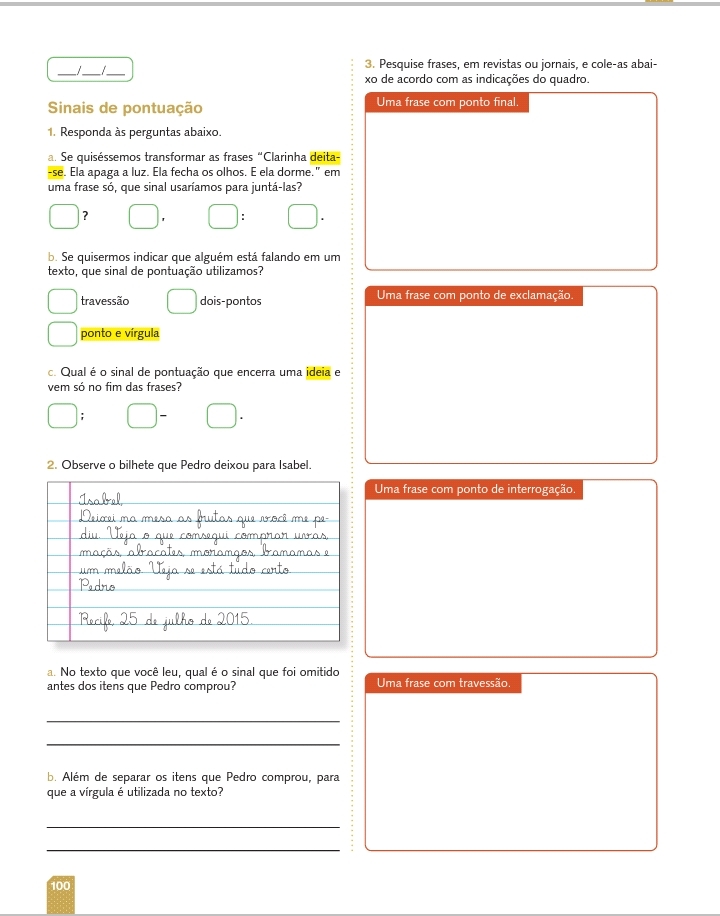 ___/___/___
Sinais de pontuação
1. Responda às perguntas abaixo.
a. Se quiséssemos transformar as frases “Clarinha deita-
-se. Ela apaga a luz. Ela fecha os olhos. E ela dorme.” em
uma frase só, que sinal usaríamos para juntá-las?
? , : .
b. Se quisermos indicar que alguém está falando em um
texto, que sinal de pontuação utilizamos?
travessão dois-pontos
ponto e vírgula
c. Qual é o sinal de pontuação que encerra uma ideia e
vem só no fim das frases?
; – .
2. Observe o bilhete que Pedro deixou para Isabel.
Isabel,
Deixei na mesa as frutas que você me pe-
diu. Veja o que consegui comprar uvas,
maçãs, abacates, morangos, bananas e
um melão. Veja se está tudo certo.
Pedro
Recife, 25 de julho de 2015.
a. No texto que você leu, qual é o sinal que foi omitido
antes dos itens que Pedro comprou?
b. Além de separar os itens que Pedro comprou, para
que a vírgula é utilizada no texto?
3. Pesquise frases, em revistas ou jornais, e cole-as abai-
xo de acordo com as indicações do quadro.
Uma frase com ponto final.
Uma frase com ponto de exclamação.
Uma frase com ponto de interrogação.
Uma frase com travessão.
100